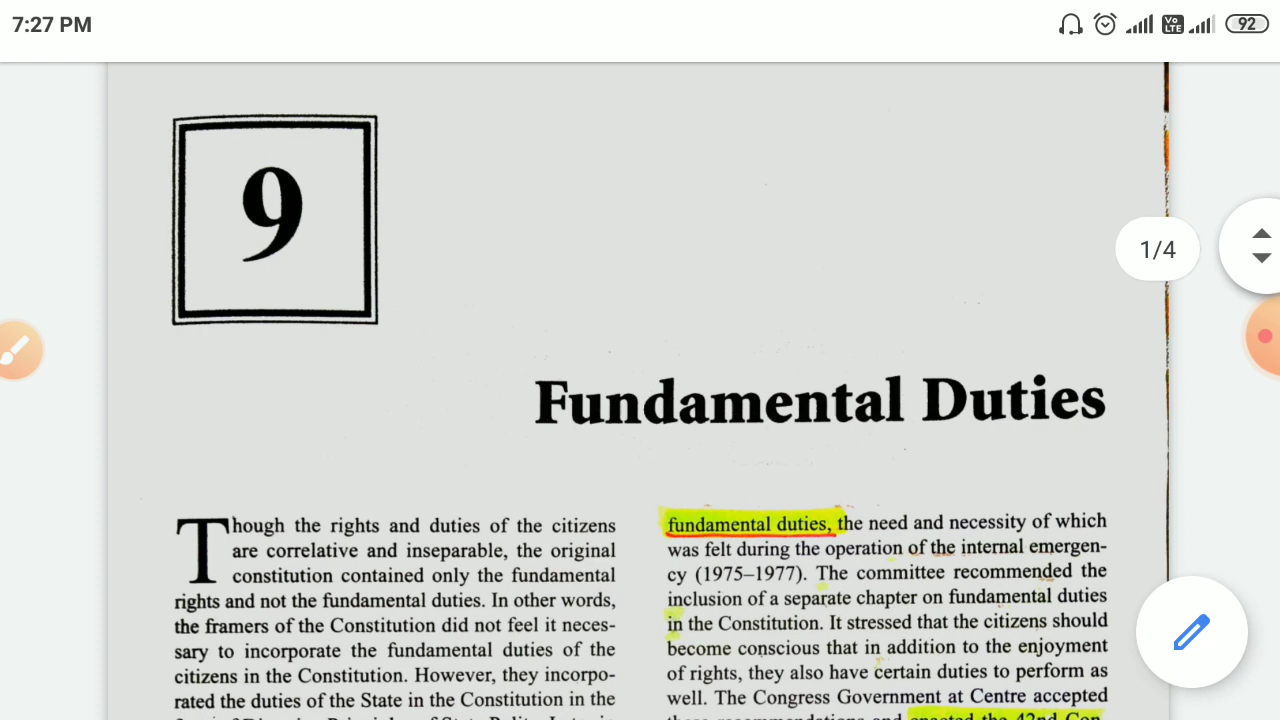 7:27 PM
Vo LTE
92
9
1/4
Fundamental Duties
Though the rights and duties of the citizens
are correlative and inseparable, the original
constitution contained only the fundamental
rights and not the fundamental duties. In other words,
the framers of the Constitution did not feel it neces-
sary to incorporate the fundamental duties of the
citizens in the Constitution. However, they incorpo-
rated the duties of the State in the Constitution in the
fundamental duties, the need and necessity of which
was felt during the operation of the internal emergen-
cy (1975–1977). The committee recommended the
inclusion of a separate chapter on fundamental duties
in the Constitution. It stressed that the citizens should
become conscious that in addition to the enjoyment
of rights, they also have certain duties to perform as
well. The Congress Government at Centre accepted